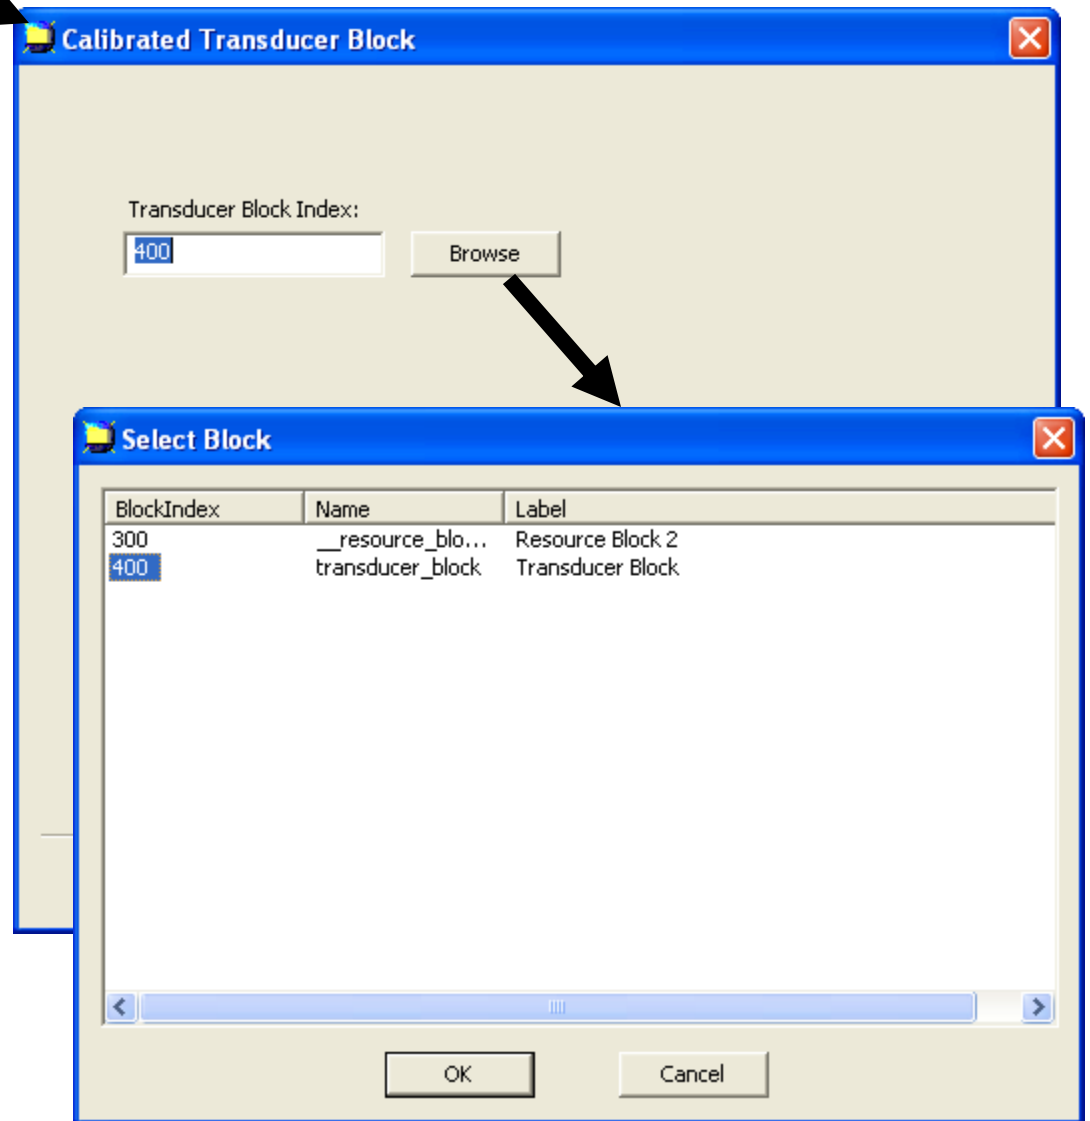 Calibrated Transducer Block
Transducer Block Index:
400 Browse
Select Block
BlockIndex Name Label
300 __resource_blo... Resource Block 2
400 transducer_block Transducer Block
OK Cancel